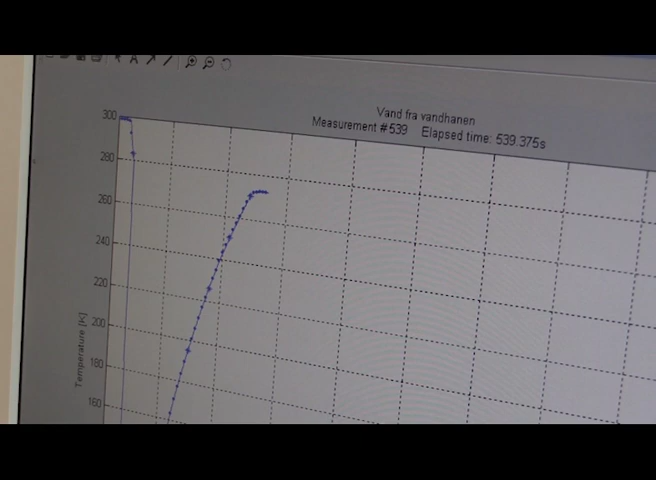 Vand fra vandhanen
Measurement #539 Elapsed time: 539.375s
300
280
260
240
220
200
180
160
Temperature [K]